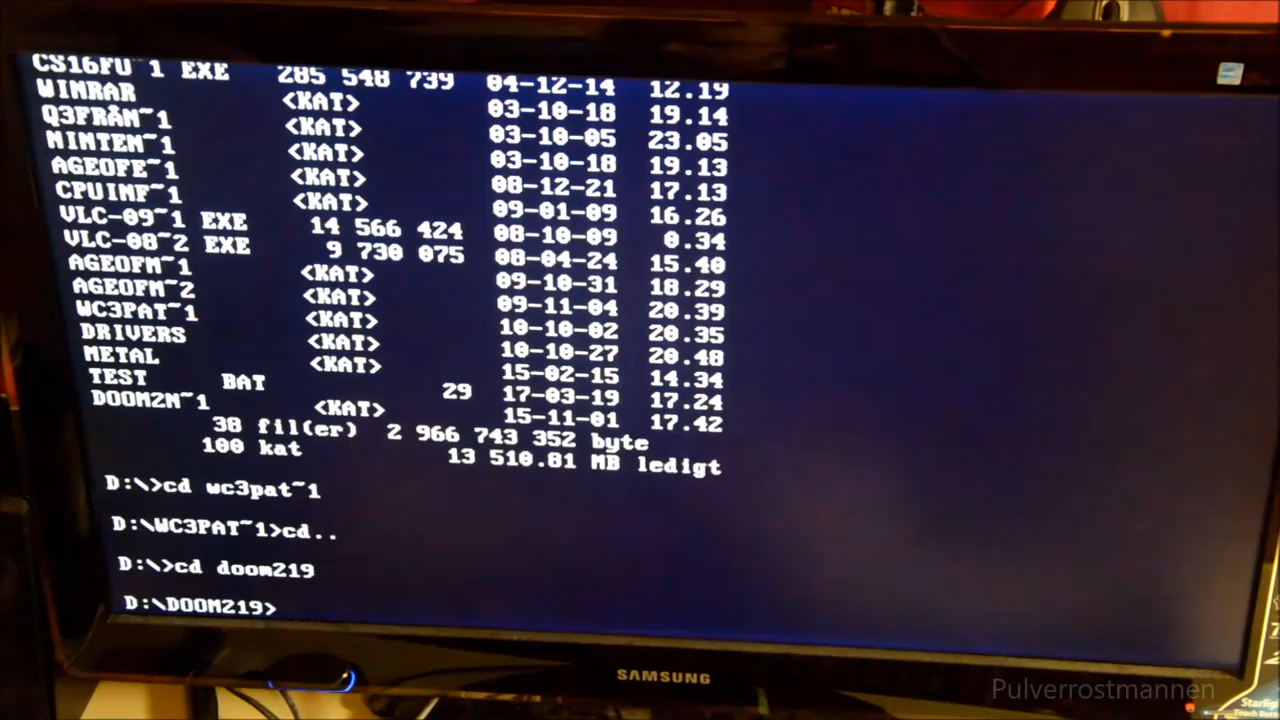 CS16FU~1 EXE 285 548 739 04-12-14 12.19
WINRAR <KAT> 03-10-18 19.14
Q3FRÅN~1 <KAT> 03-10-05 23.05
NINTEN~1 <KAT> 03-10-18 19.13
AGEOFE~1 <KAT> 08-12-21 17.13
CPUINF~1 <KAT> 09-01-09 16.26
VLC-09~1 EXE 14 566 424 08-10-09 0.34
VLC-08~2 EXE 9 730 075 08-04-24 15.40
AGEOFM~1 <KAT> 09-10-31 18.29
AGEOFM~2 <KAT> 09-11-04 20.39
WC3PAT~1 <KAT> 10-10-02 20.35
DRIVERS <KAT> 10-10-27 20.48
METAL <KAT> 15-02-15 14.34
TEST BAT 29 17-03-19 17.24
DOOM2M~1 <KAT> 15-11-01 17.42
38 fil(er) 2 966 743 352 byte
100 kat 13 510.81 MB ledigt
D:\>cd wc3pat~1
D:\WC3PAT~1>cd..
D:\>cd doom219
D:\DOOM219>
SAMSUNG
Pulverrostmannen